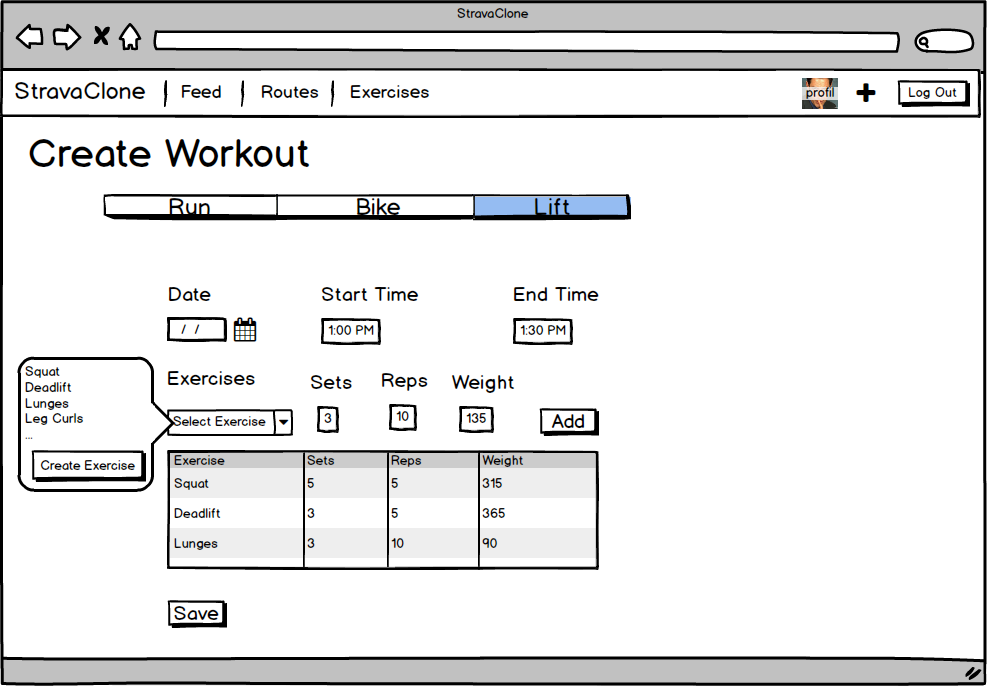 StravaClone
StravaClone Feed Routes Exercises profil Log Out
Create Workout
Run Bike Lift
Date Start Time End Time
/ / 1:00 PM 1:30 PM
Exercises Sets Reps Weight
Select Exercise 3 10 135 Add
Squat
Deadlift
Lunges
Leg Curls
...
Create Exercise
Exercise Sets Reps Weight
Squat 5 5 315
Deadlift 3 5 365
Lunges 3 10 90
Save